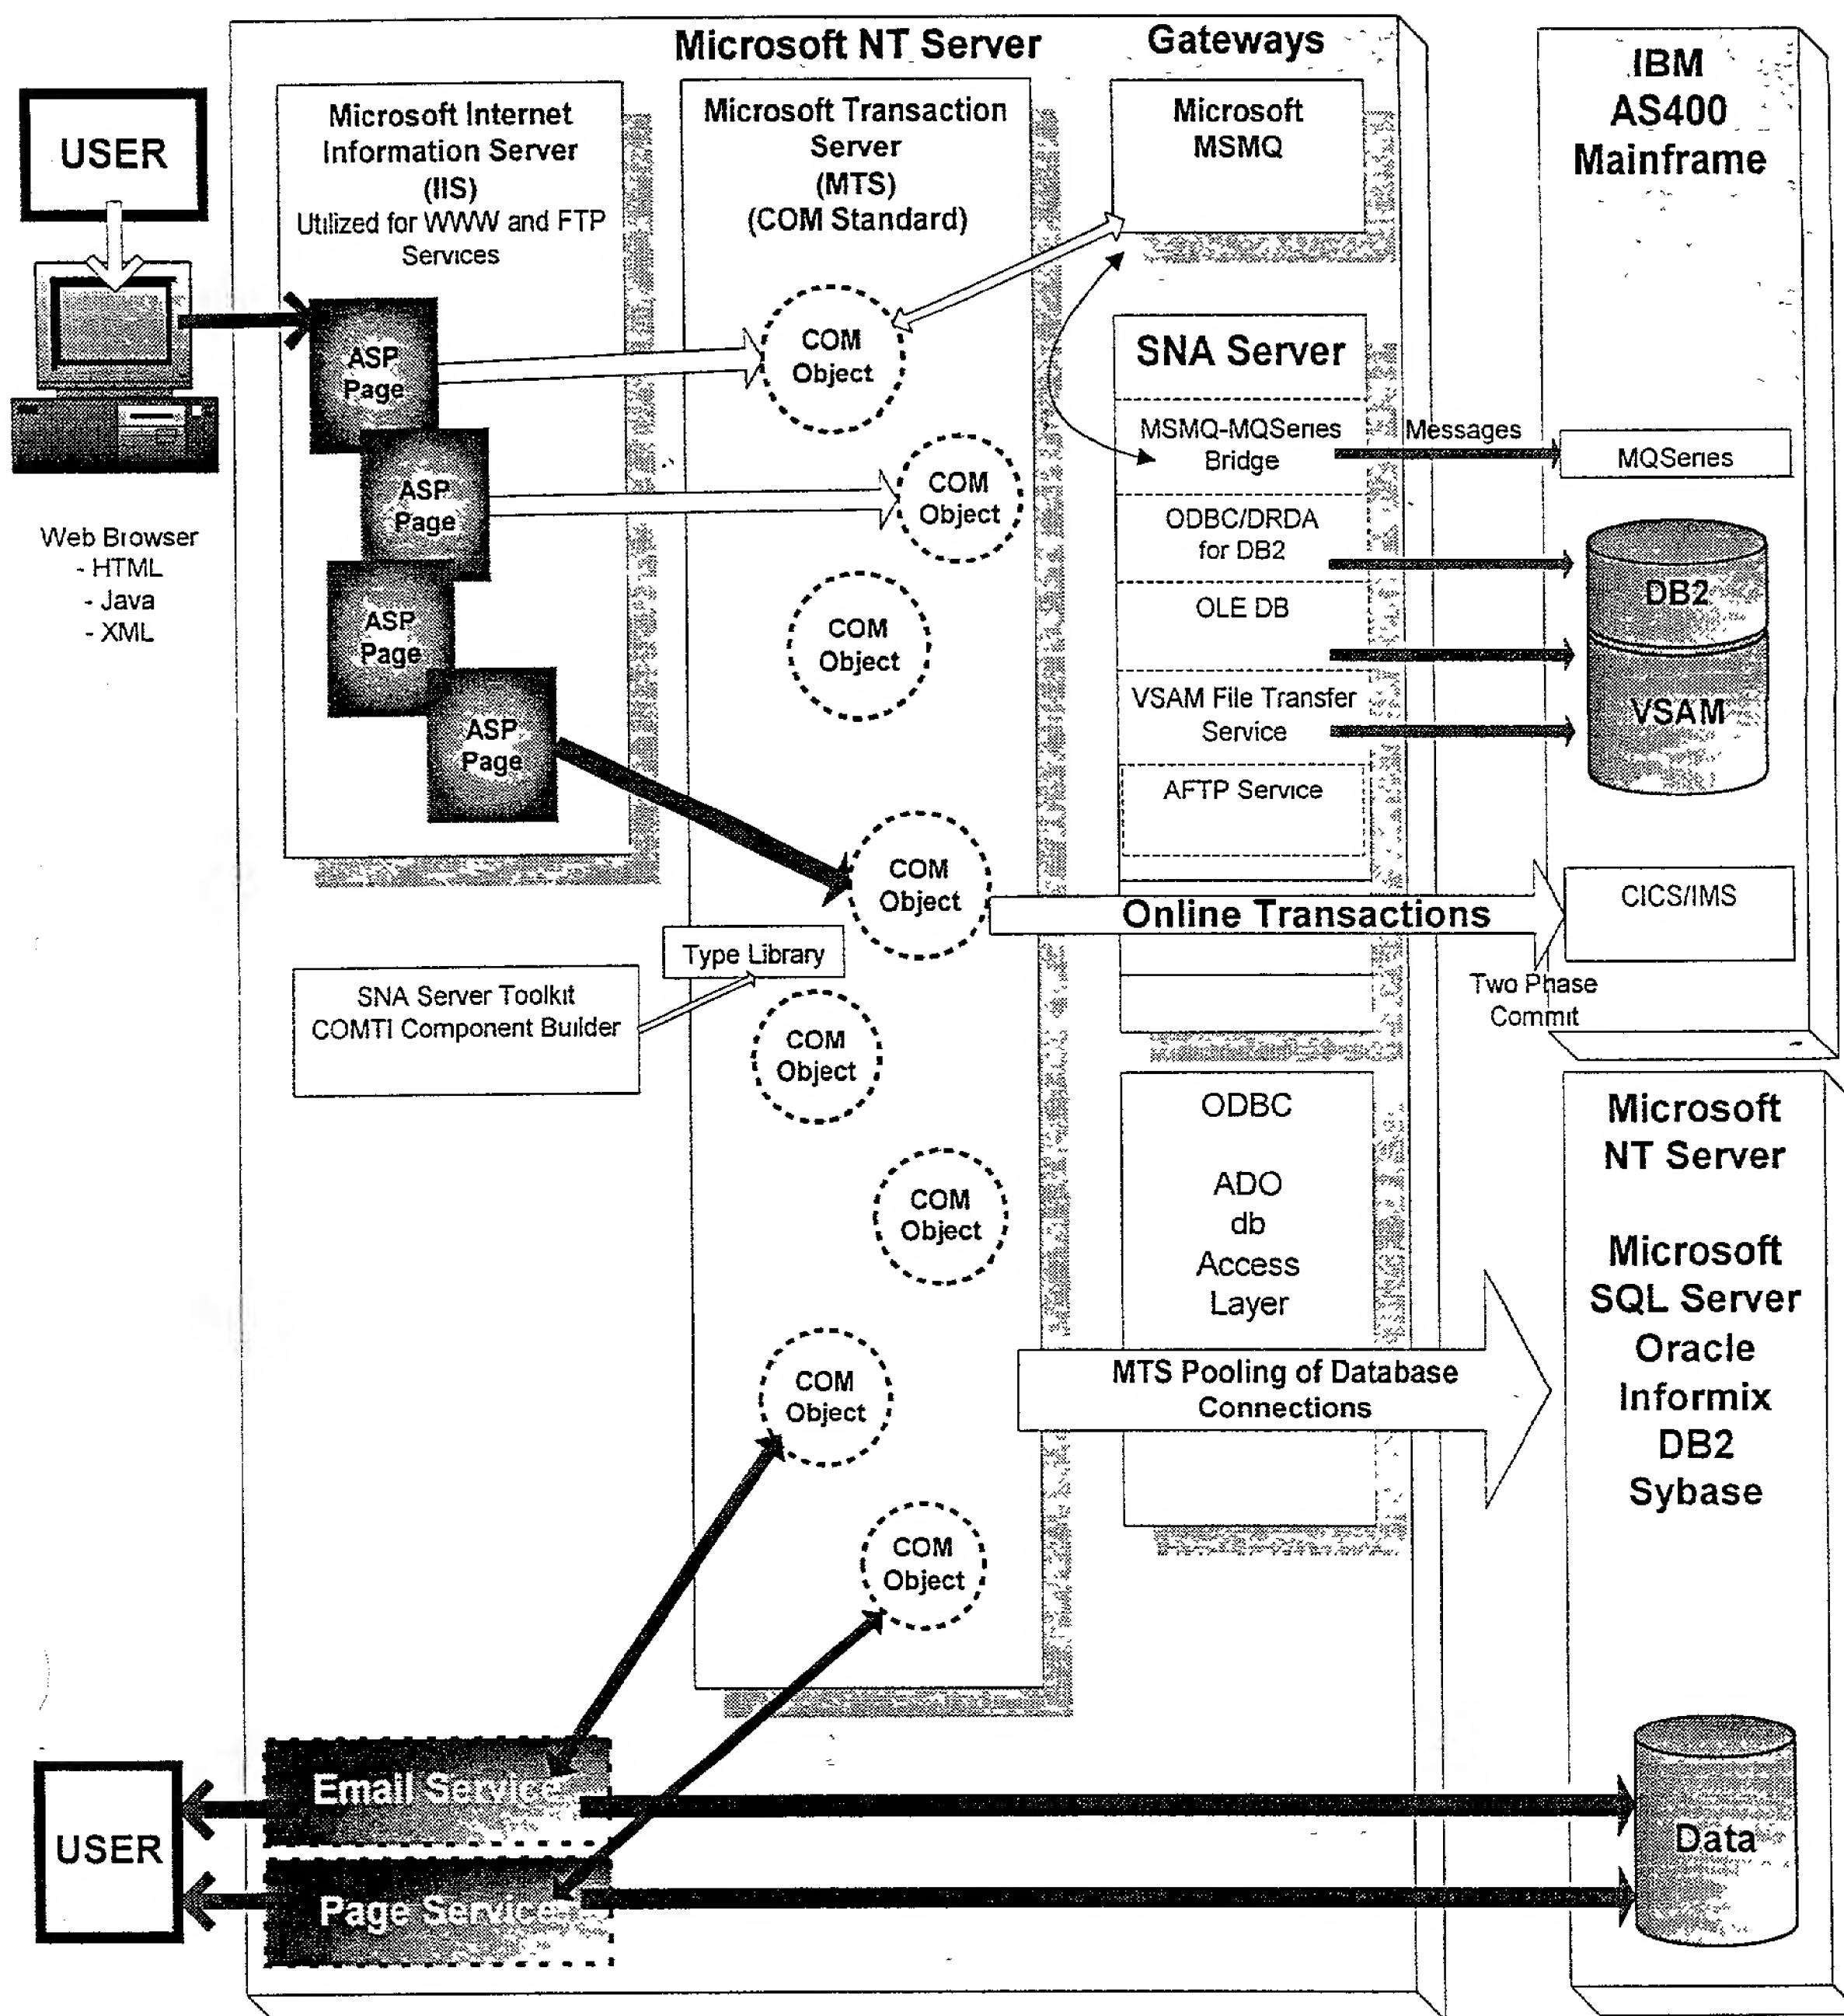 Microsoft NT Server
Gateways
USER
Web Browser
- HTML
- Java
- XML
Microsoft Internet
Information Server
(IIS)
Utilized for WWW and FTP
Services
ASP
Page
ASP
Page
ASP
Page
ASP
Page
SNA Server Toolkit
COMTI Component Builder
Type Library
Microsoft Transaction
Server
(MTS)
(COM Standard)
COM
Object
COM
Object
COM
Object
COM
Object
COM
Object
COM
Object
COM
Object
COM
Object
Microsoft
MSMQ
SNA Server
MSMQ-MQSeries
Bridge
ODBC/DRDA
for DB2
OLE DB
VSAM File Transfer
Service
AFTP Service
Messages
Online Transactions
Two Phase
Commit
ODBC
ADO
db
Access
Layer
MTS Pooling of Database
Connections
IBM
AS400
Mainframe
MQSeries
DB2
VSAM
CICS/IMS
Microsoft
NT Server
Microsoft
SQL Server
Oracle
Informix
DB2
Sybase
Data
USER
Email Service
Page Service